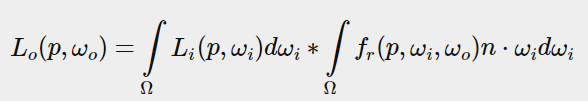 L_o(p, ω_o) = ∫_Ω L_i(p, ω_i)dω_i * ∫_Ω f_r(p, ω_i, ω_o)n · ω_i dω_i